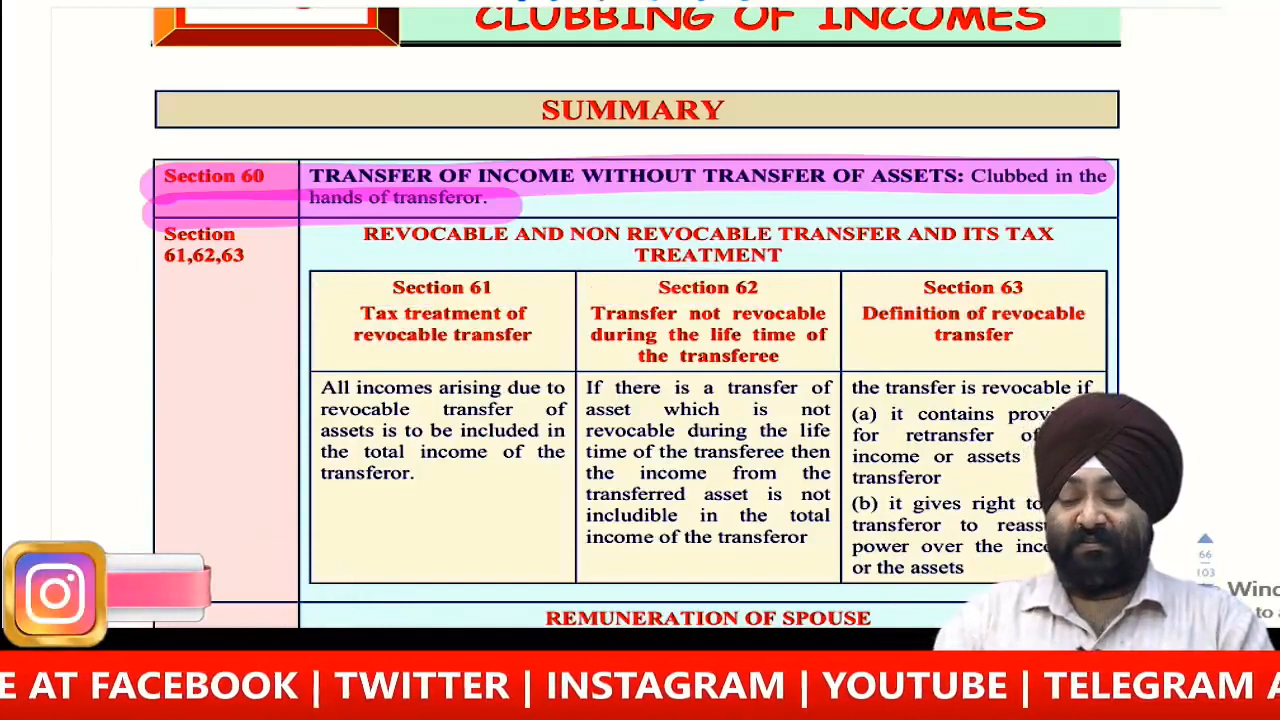 CLUBBING OF INCOMES
SUMMARY
Section 60
TRANSFER OF INCOME WITHOUT TRANSFER OF ASSETS: Clubbed in the
hands of transferor.
Section
61,62,63
REVOCABLE AND NON REVOCABLE TRANSFER AND ITS TAX
TREATMENT
Section 61
Tax treatment of
revocable transfer
Section 62
Transfer not revocable
during the life time of
the transferee
Section 63
Definition of revocable
transfer
All incomes arising due to
revocable transfer of
assets is to be included in
the total income of the
transferor.
If there is a transfer of
asset which is not
revocable during the life
time of the transferee then
the income from the
transferred asset is not
includible in the total
income of the transferor
the transfer is revocable if
(a) it contains
for retransfer
income or assets
transferor
(b) it gives right to
transferor to
power over the
or the assets
REMUNERATION OF SPOUSE
66
103
to
E AT FACEBOOK | TWITTER | INSTAGRAM | YOUTUBE | TELEGRAM A